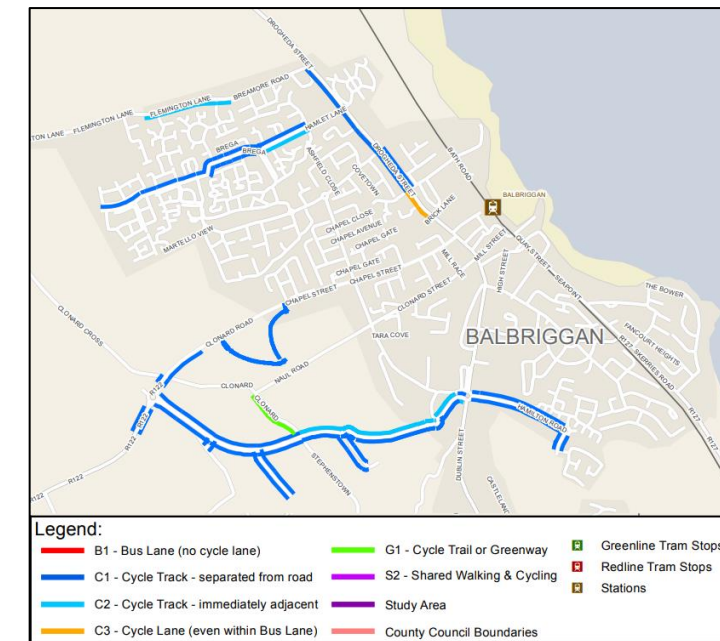 DROGHEDA STREET
BREAMORE ROAD
FLEMINGTON LANE
TON LANE
FLEMINGTON LANE
HAMLET LANE
BREGA
BREGA
ASHFIELD CLOSE
COVETOWN
DROGHEDA STREET
BATH ROAD
BALBRIGGAN
BRICK LANE
CHAPEL CLOSE
CHAPEL AVENUE
CHAPEL GATE
MARTELLO VIEW
MILL STREET
MILL RACE
QUAY STREET
SEAPOINT
HIGH STREET
CHAPEL GATE
CHAPEL STREET
CHAPEL STREET
CLONARD STREET
THE BOWER
FANCOURT HEIGHTS
R127, SKERRIES ROAD
CLONARD CROSS
CLONARD ROAD
TARA COVE
BALBRIGGAN
NAUL ROAD
CLONARD
CLONARD
R122
R122
R122
R122
R122
HAMILTON ROAD
DUBLIN STREET
STEPHENSTOWN
CASTLELAN
R127
R127
Legend:
B1 - Bus Lane (no cycle lane)
C1 - Cycle Track - separated from road
C2 - Cycle Track - immediately adjacent
C3 - Cycle Lane (even within Bus Lane)
G1 - Cycle Trail or Greenway
S2 - Shared Walking & Cycling
Study Area
County Council Boundaries
Greenline Tram Stops
Redline Tram Stops
Stations